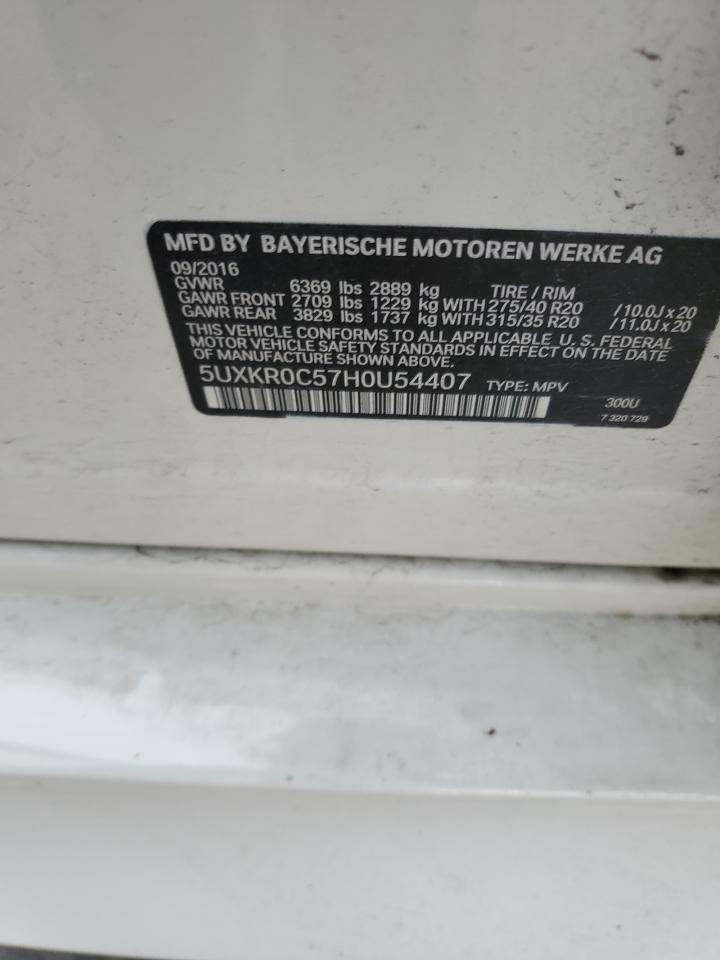 MFD BY BAYERISCHE MOTOREN WERKE AG
09/2016
GVWR 6369 lbs 2889 kg TIRE / RIM
GAWR FRONT 2709 lbs 1229 kg WITH 275/40 R20 /10.0J x 20
GAWR REAR 3829 lbs 1737 kg WITH 315/35 R20 /11.0J x 20
THIS VEHICLE CONFORMS TO ALL APPLICABLE U. S. FEDERAL
MOTOR VEHICLE SAFETY STANDARDS IN EFFECT ON THE DATE
OF MANUFACTURE SHOWN ABOVE.
5UXKR0C57H0U54407 TYPE: MPV
300U
7 320 729